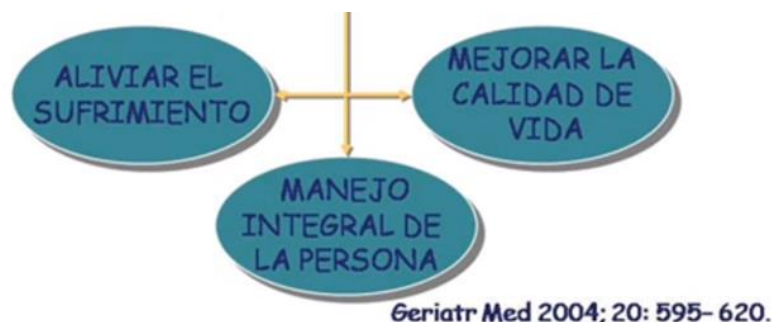 ALIVIAR EL
SUFRIMIENTO
MEJORAR LA
CALIDAD DE
VIDA
MANEJO
INTEGRAL DE
LA PERSONA
Geriatr Med 2004; 20: 595-620.